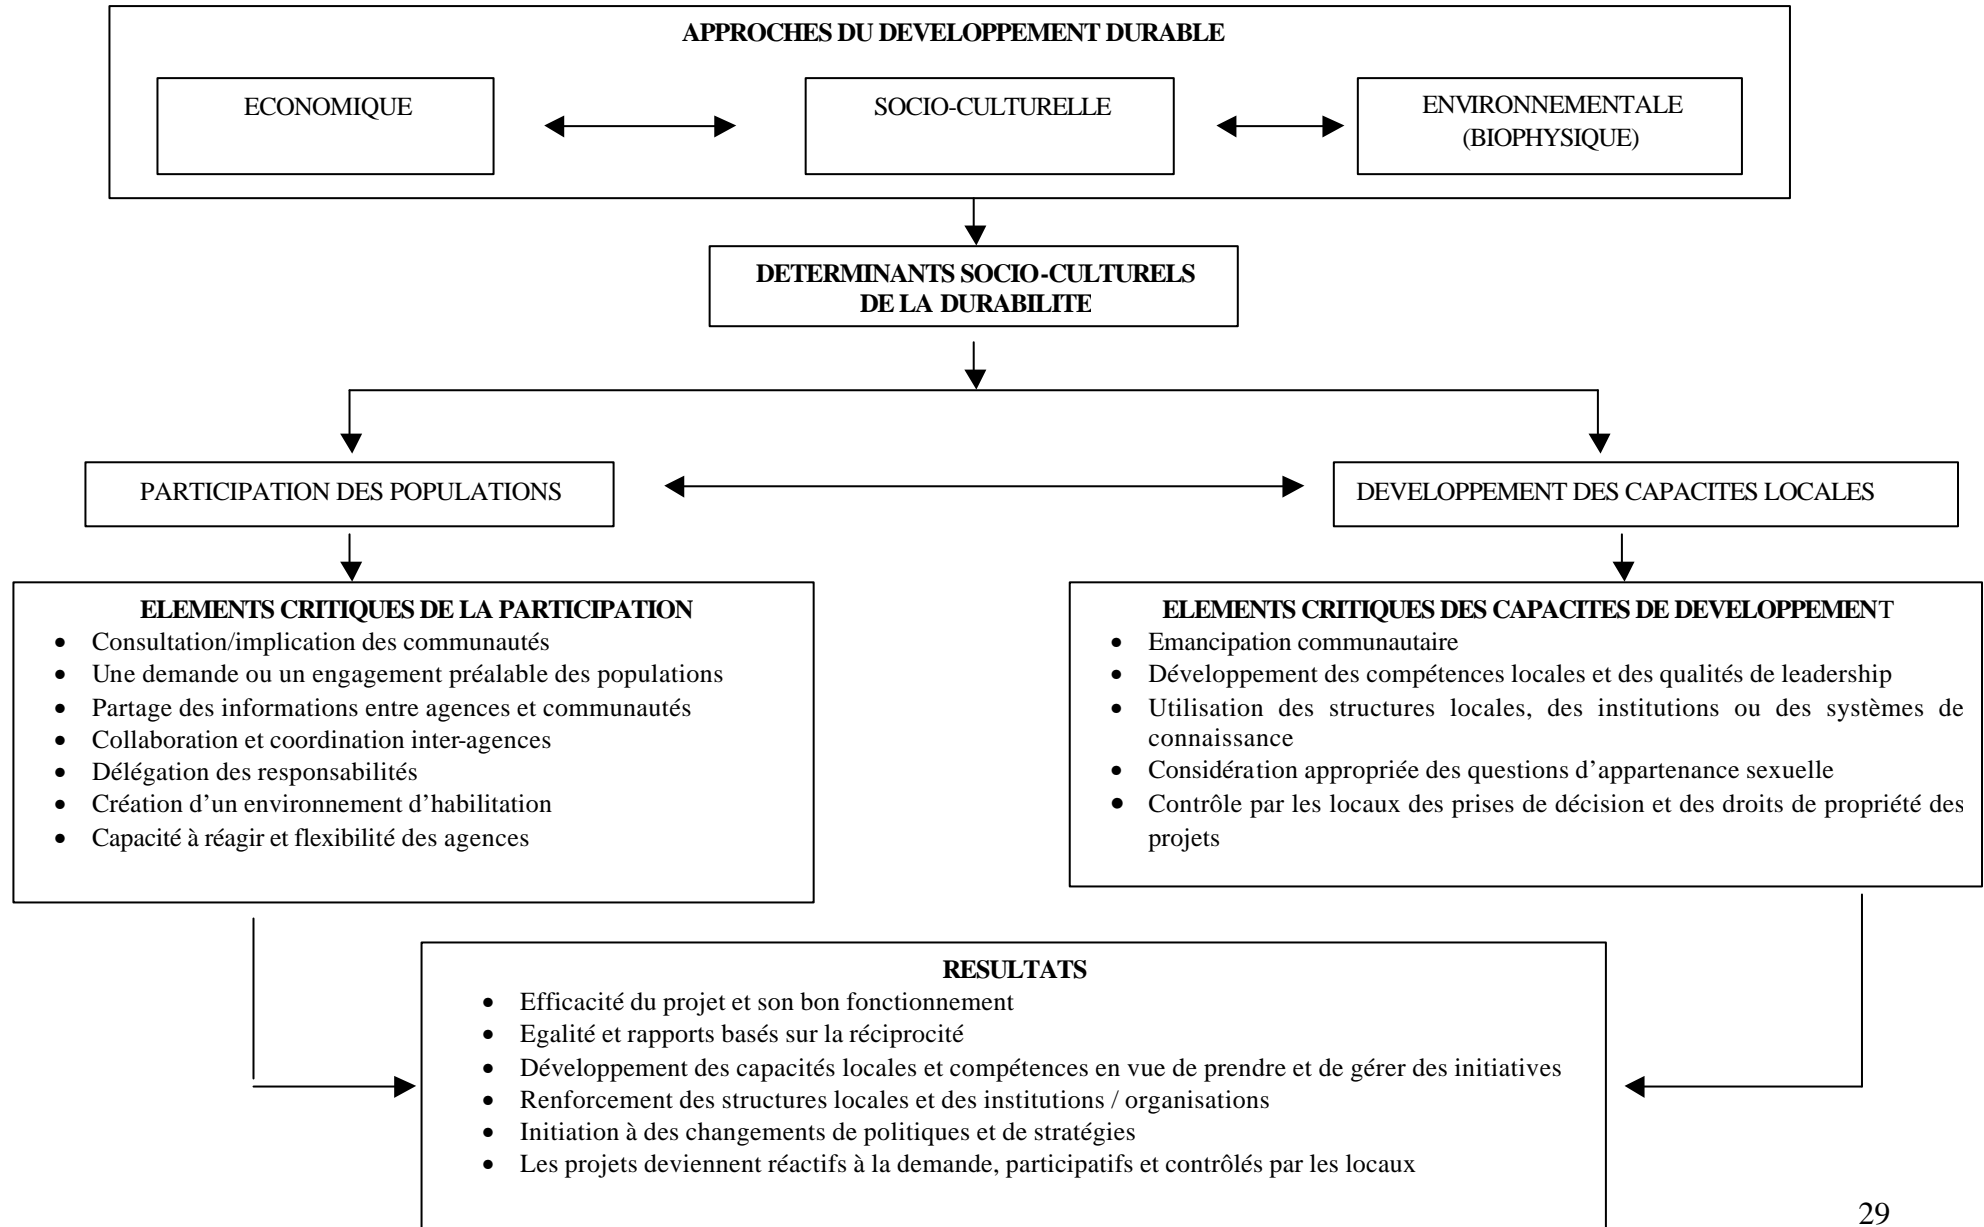 APPROCHES DU DEVELOPPEMENT DURABLE
ECONOMIQUE
SOCIO-CULTURELLE
ENVIRONNEMENTALE
(BIOPHYSIQUE)
DETERMINANTS SOCIO-CULTURELS
DE LA DURABILITE
PARTICIPATION DES POPULATIONS
DEVELOPPEMENT DES CAPACITES LOCALES
ELEMENTS CRITIQUES DE LA PARTICIPATION
• Consultation/implication des communautés
• Une demande ou un engagement préalable des populations
• Partage des informations entre agences et communautés
• Collaboration et coordination inter-agences
• Délégation des responsabilités
• Création d’un environnement d’habilitation
• Capacité à réagir et flexibilité des agences
ELEMENTS CRITIQUES DES CAPACITES DE DEVELOPPEMENT
• Emancipation communautaire
• Développement des compétences locales et des qualités de leadership
• Utilisation des structures locales, des institutions ou des systèmes de
connaissance
• Considération appropriée des questions d’appartenance sexuelle
• Contrôle par les locaux des prises de décision et des droits de propriété des
projets
RESULTATS
• Efficacité du projet et son bon fonctionnement
• Egalité et rapports basés sur la réciprocité
• Développement des capacités locales et compétences en vue de prendre et de gérer des initiatives
• Renforcement des structures locales et des institutions / organisations
• Initiation à des changements de politiques et de stratégies
• Les projets deviennent réactifs à la demande, participatifs et contrôlés par les locaux
29